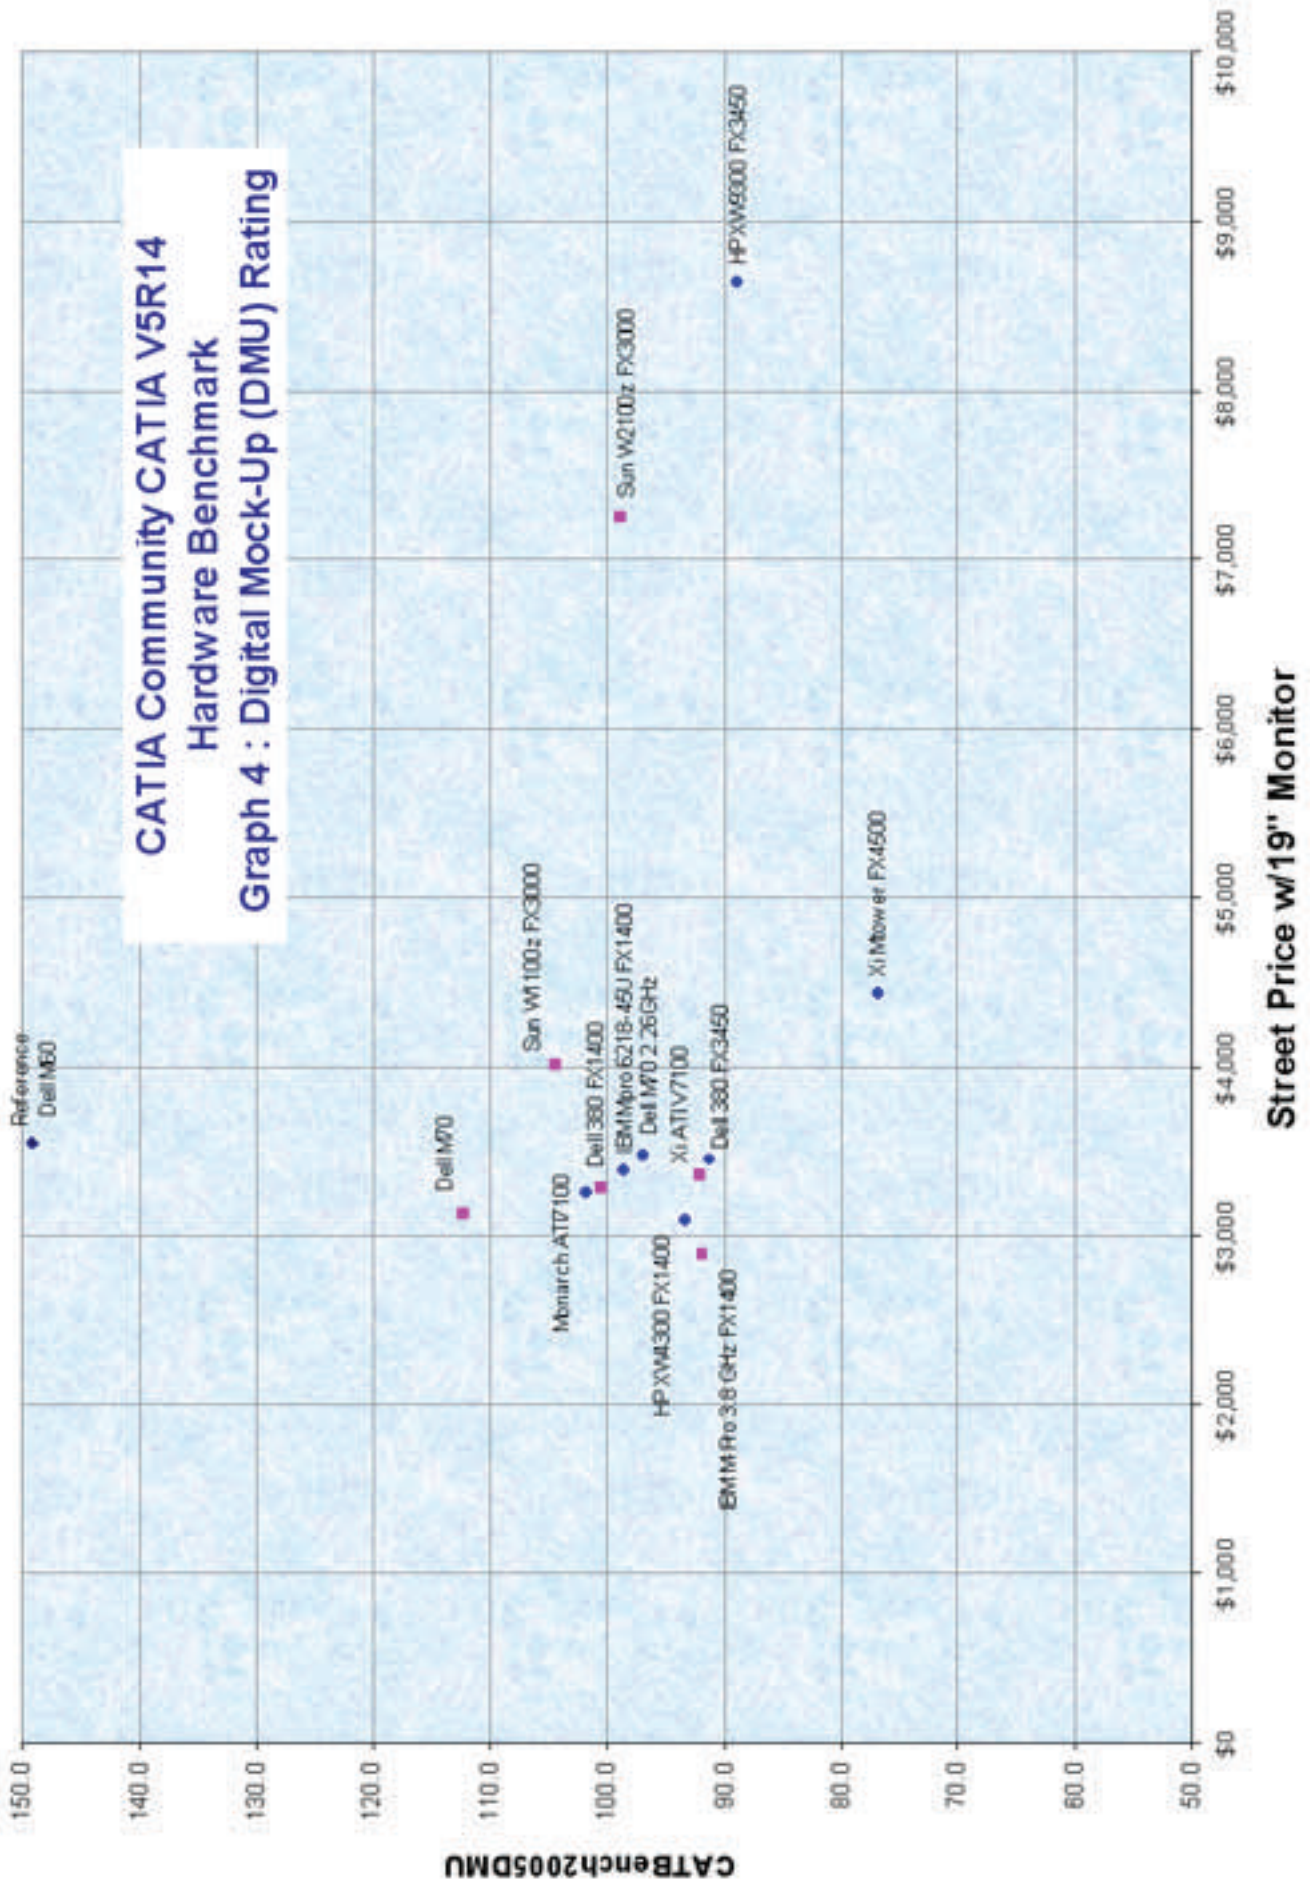 CATIA Community CATIA V5R14
Hardware Benchmark
Graph 4 : Digital Mock-Up (DMU) Rating
CATBench2005DMU
150.0
140.0
130.0
120.0
110.0
100.0
90.0
80.0
70.0
60.0
50.0
Reference
Dell M60
Dell M70
Sun W1100z FX3000
Monarch ATI7100
Dell 380 FX1400
IBM Mpro 6218-45U FX1400
Dell M70 2.26GHz
HP XW4300 FX1400
Xi ATI V7100
Dell 380 FX3450
IBM M-Pro 3.8 GHz FX1400
Sun W2100z FX3000
HP XW9300 FX3450
Xi Mtower FX4500
$0
$1,000
$2,000
$3,000
$4,000
$5,000
$6,000
$7,000
$8,000
$9,000
$10,000
Street Price w/19" Monitor